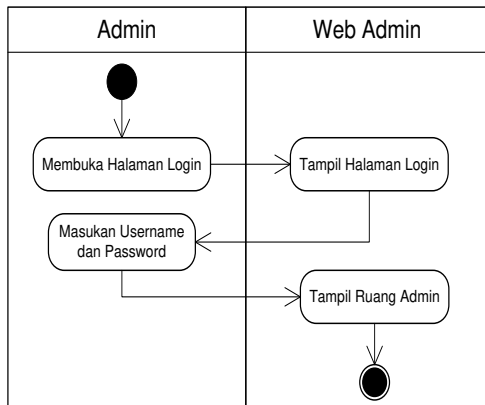 Admin
Web Admin
Membuka Halaman Login
Tampil Halaman Login
Masukan Username
dan Password
Tampil Ruang Admin